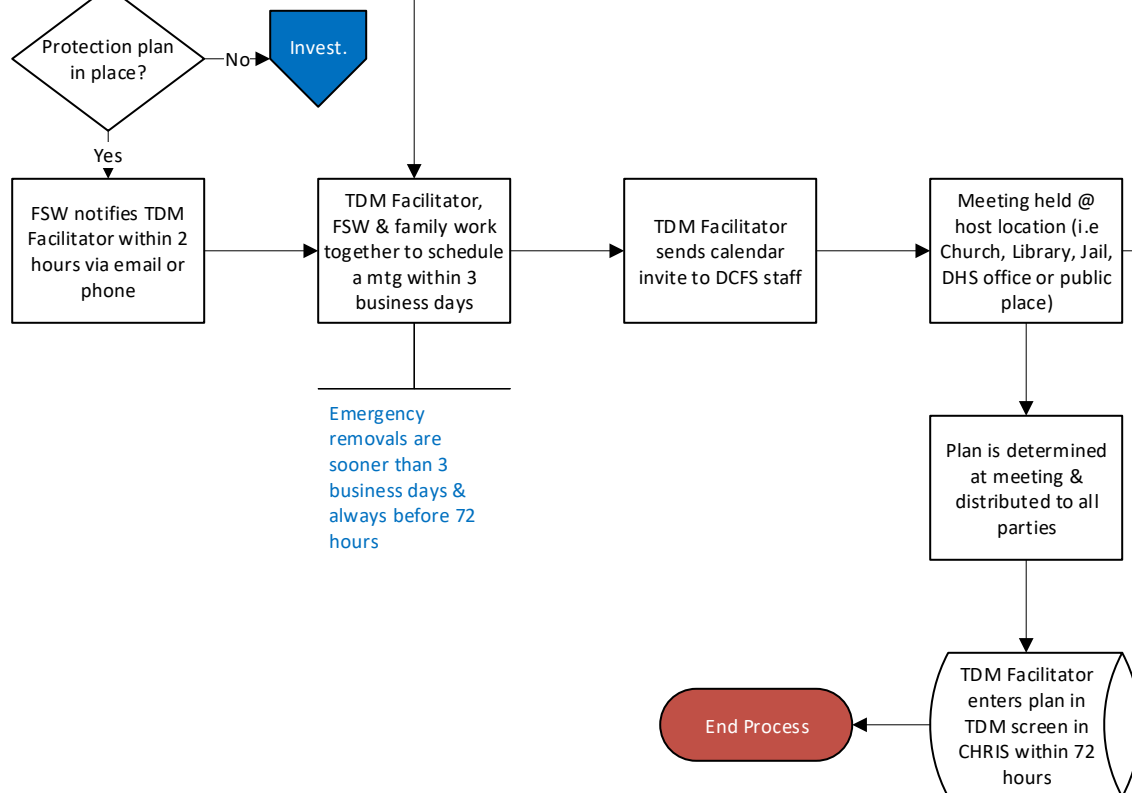 Protection plan
in place?
No
Invest.
Yes
FSW notifies TDM
Facilitator within 2
hours via email or
phone
TDM Facilitator,
FSW & family work
together to schedule
a mtg within 3
business days
TDM Facilitator
sends calendar
invite to DCFS staff
Meeting held @
host location (i.e
Church, Library, Jail,
DHS office or public
place)
Emergency
removals are
sooner than 3
business days &
always before 72
hours
Plan is determined
at meeting &
distributed to all
parties
End Process
TDM Facilitator
enters plan in
TDM screen in
CHRIS within 72
hours